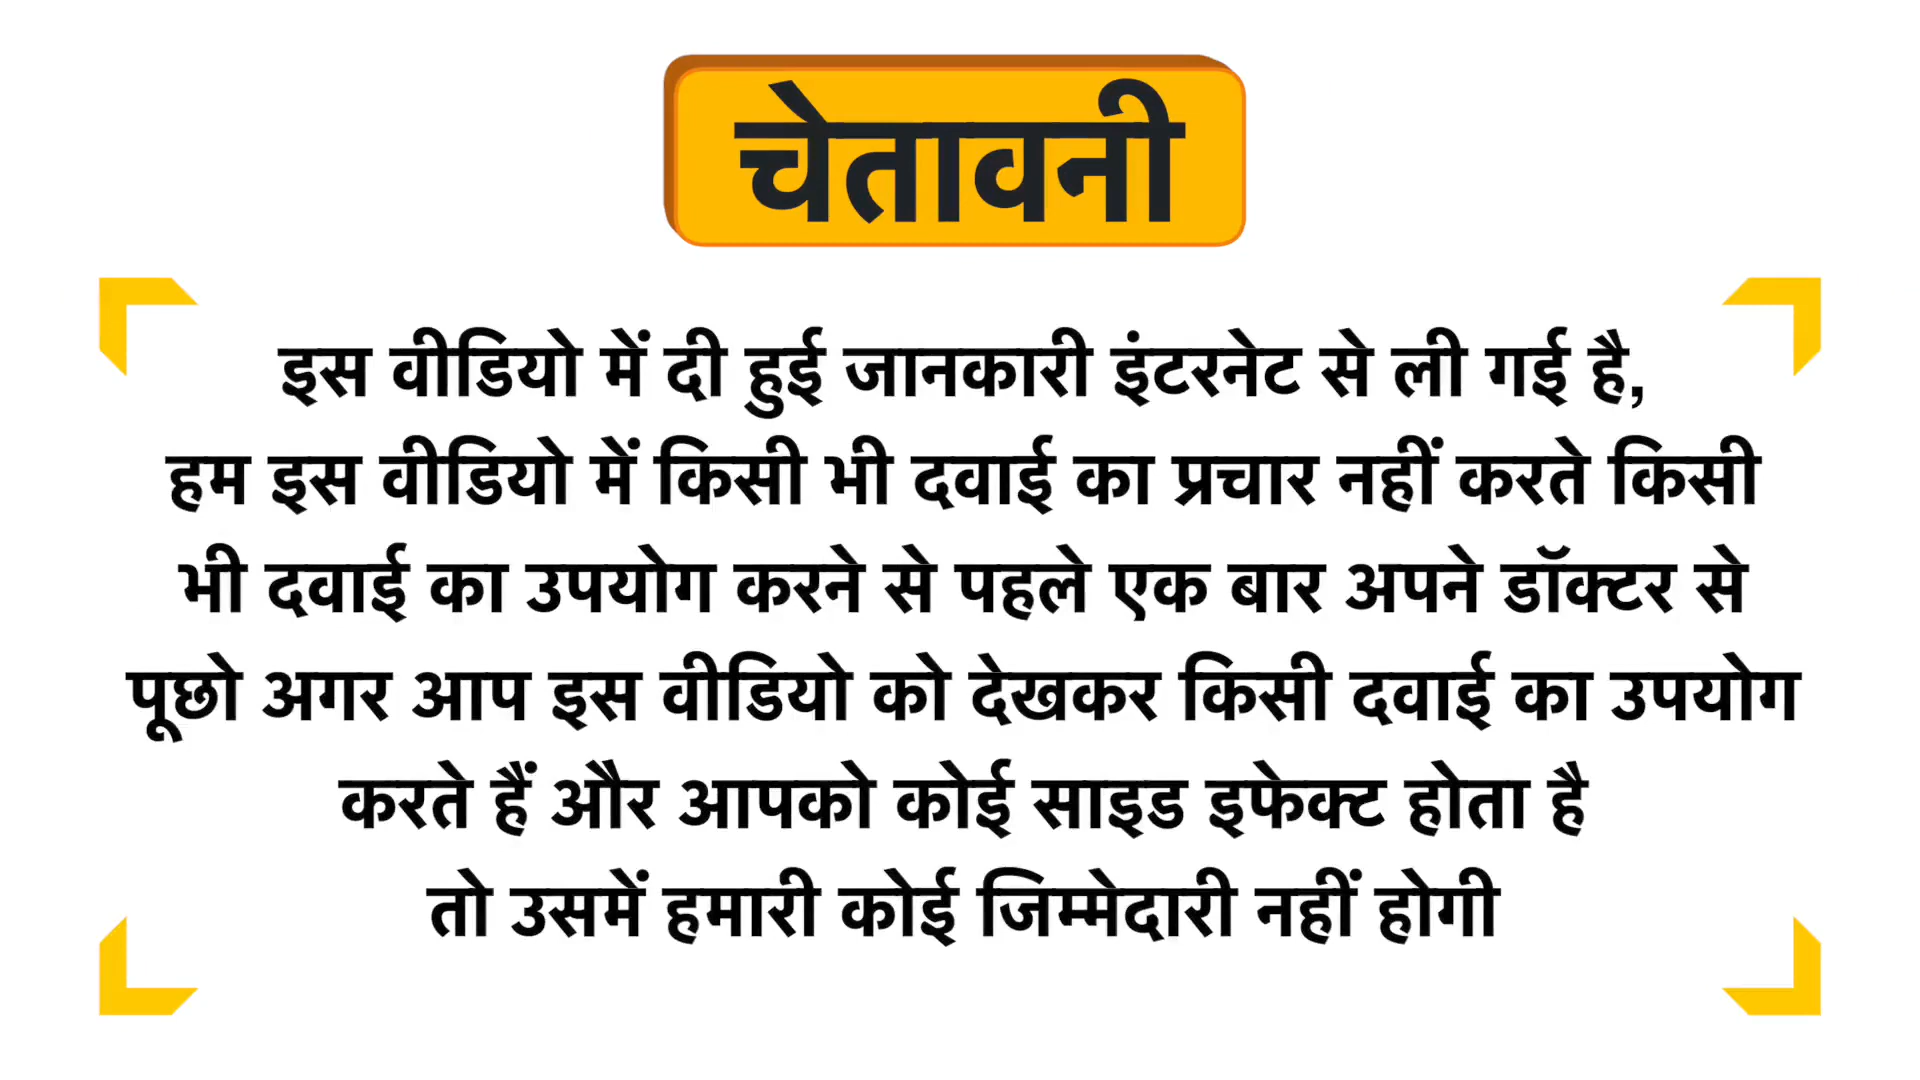 चेतावनी
इस वीडियो में दी हुई जानकारी इंटरनेट से ली गई है,
हम इस वीडियो में किसी भी दवाई का प्रचार नहीं करते किसी
भी दवाई का उपयोग करने से पहले एक बार अपने डॉक्टर से
पूछो अगर आप इस वीडियो को देखकर किसी दवाई का उपयोग
करते हैं और आपको कोई साइड इफेक्ट होता है
तो उसमें हमारी कोई जिम्मेदारी नहीं होगी